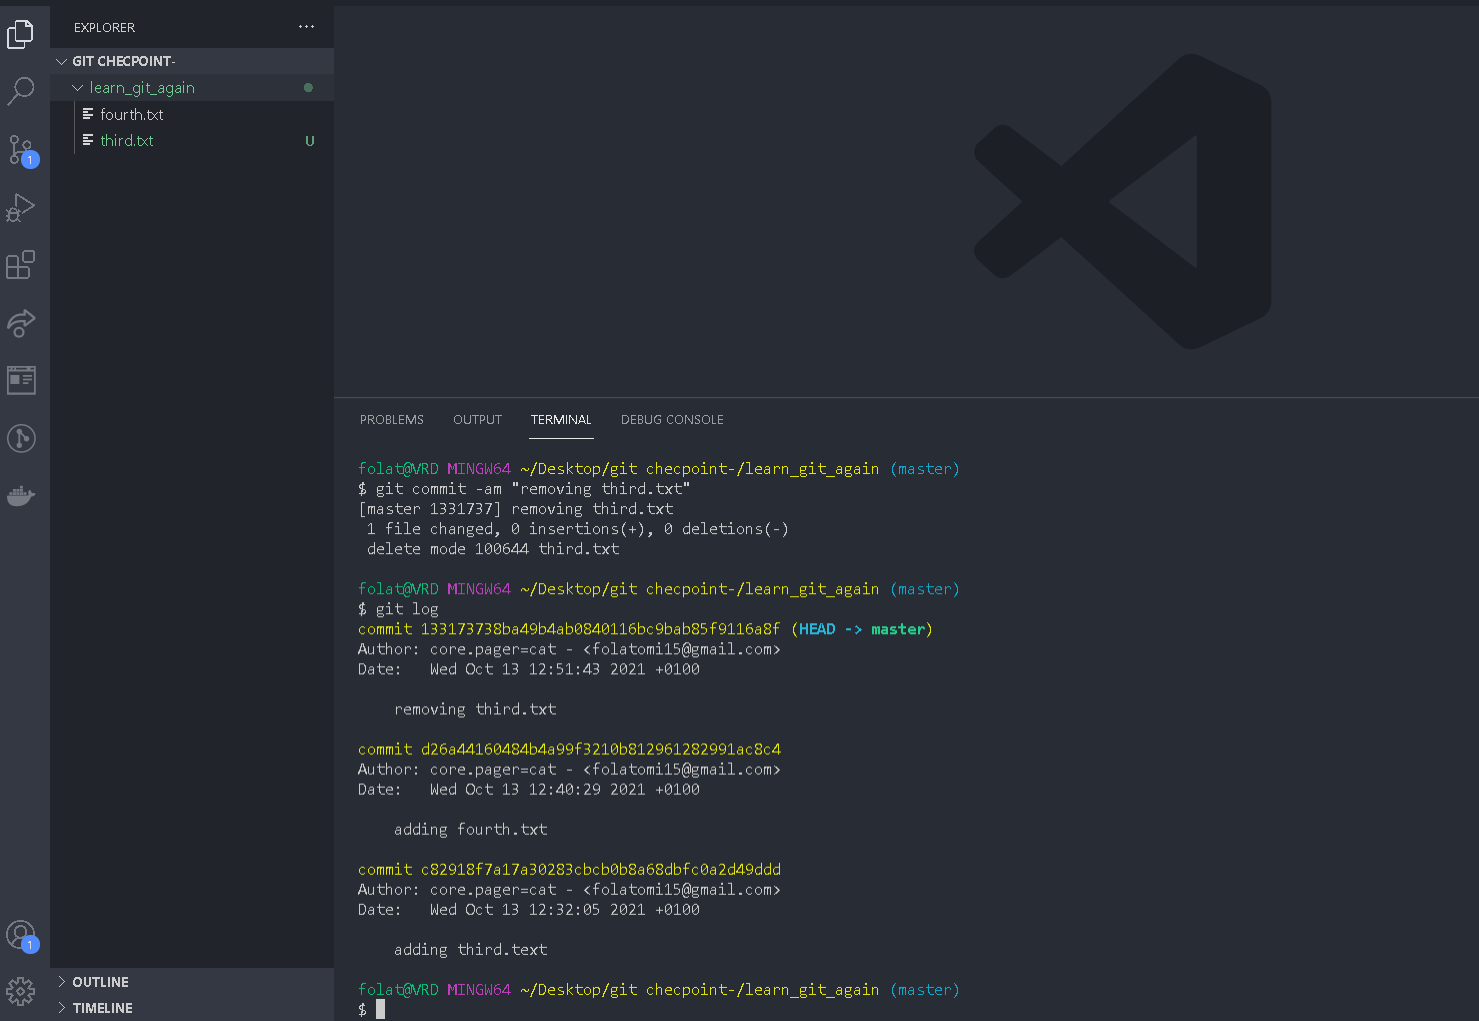 EXPLORER
GIT CHECPOINT-
learn_git_again
fourth.txt
third.txt U
1
1
OUTLINE
TIMELINE
PROBLEMS OUTPUT TERMINAL DEBUG CONSOLE
folat@VRD MINGW64 ~/Desktop/git checpoint-/learn_git_again (master)
$ git commit -am "removing third.txt"
[master 1331737] removing third.txt
1 file changed, 0 insertions(+), 0 deletions(-)
delete mode 100644 third.txt
folat@VRD MINGW64 ~/Desktop/git checpoint-/learn_git_again (master)
$ git log
commit 133173738ba49b4ab0840116bc9bab85f9116a8f (HEAD -> master)
Author: core.pager=cat - <folatomi15@gmail.com>
Date: Wed Oct 13 12:51:43 2021 +0100
removing third.txt
commit d26a44160484b4a99f3210b812961282991ac8c4
Author: core.pager=cat - <folatomi15@gmail.com>
Date: Wed Oct 13 12:40:29 2021 +0100
adding fourth.txt
commit c82918f7a17a30283cbcb0b8a68dbfc0a2d49ddd
Author: core.pager=cat - <folatomi15@gmail.com>
Date: Wed Oct 13 12:32:05 2021 +0100
adding third.text
folat@VRD MINGW64 ~/Desktop/git checpoint-/learn_git_again (master)
$